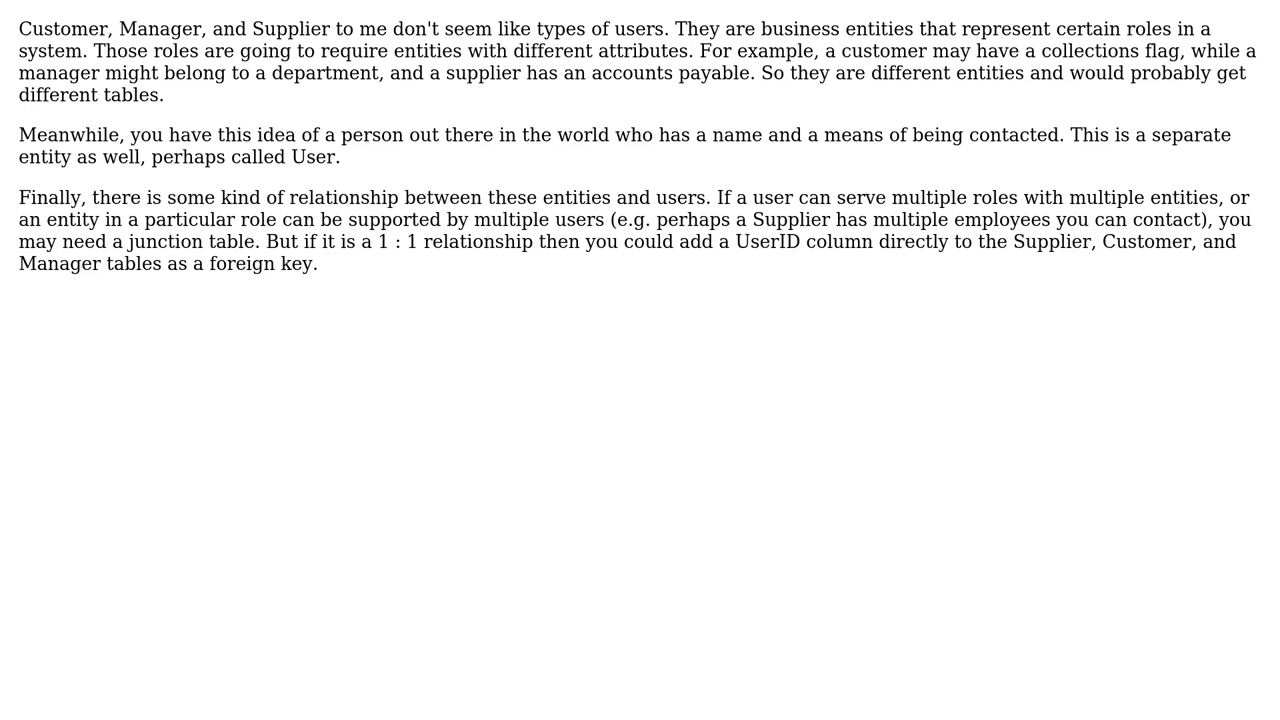 Customer, Manager, and Supplier to me don't seem like types of users. They are business entities that represent certain roles in a
system. Those roles are going to require entities with different attributes. For example, a customer may have a collections flag, while a
manager might belong to a department, and a supplier has an accounts payable. So they are different entities and would probably get
different tables.
Meanwhile, you have this idea of a person out there in the world who has a name and a means of being contacted. This is a separate
entity as well, perhaps called User.
Finally, there is some kind of relationship between these entities and users. If a user can serve multiple roles with multiple entities, or
an entity in a particular role can be supported by multiple users (e.g. perhaps a Supplier has multiple employees you can contact), you
may need a junction table. But if it is a 1 : 1 relationship then you could add a UserID column directly to the Supplier, Customer, and
Manager tables as a foreign key.